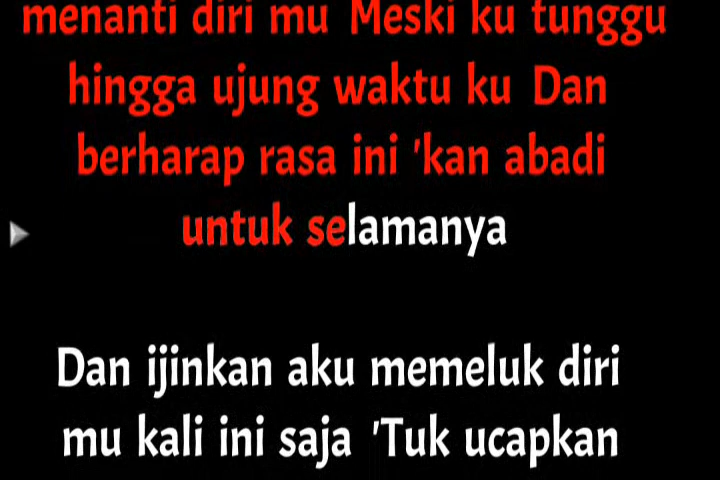 menanti diri mu Meski ku tunggu
hingga ujung waktu ku Dan
berharap rasa ini 'kan abadi
untuk selamanya
Dan ijinkan aku memeluk diri
mu kali ini saja 'Tuk ucapkan